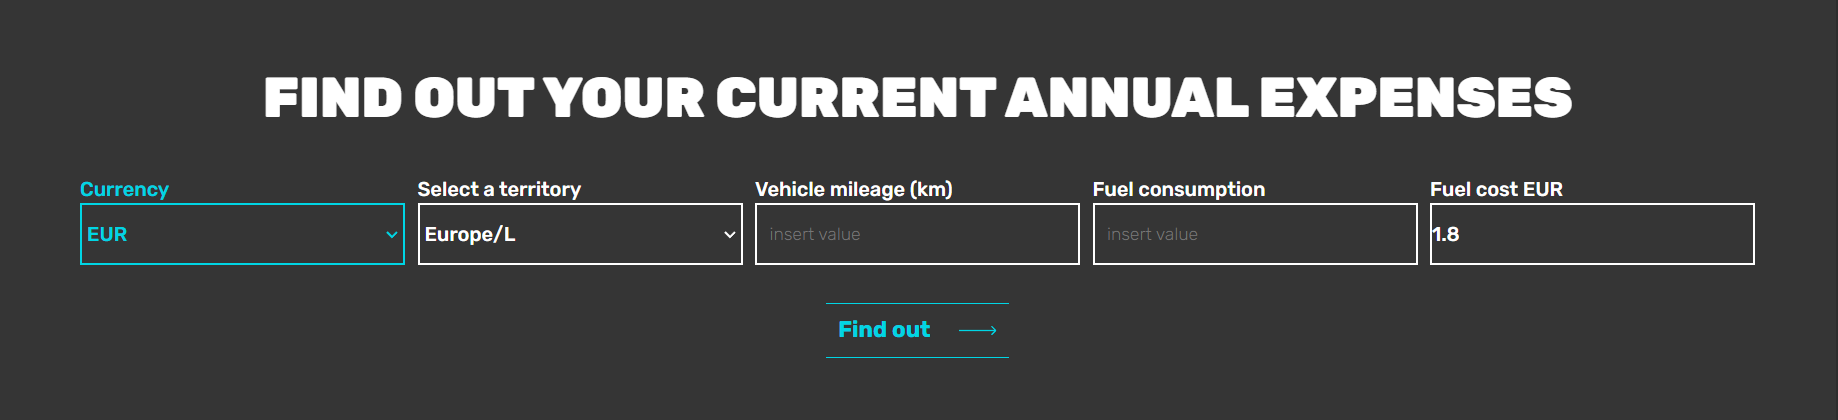 FIND OUT YOUR CURRENT ANNUAL EXPENSES
Currency Select a territory Vehicle mileage (km) Fuel consumption Fuel cost EUR
EUR Europe/L insert value insert value 1.8
Find out